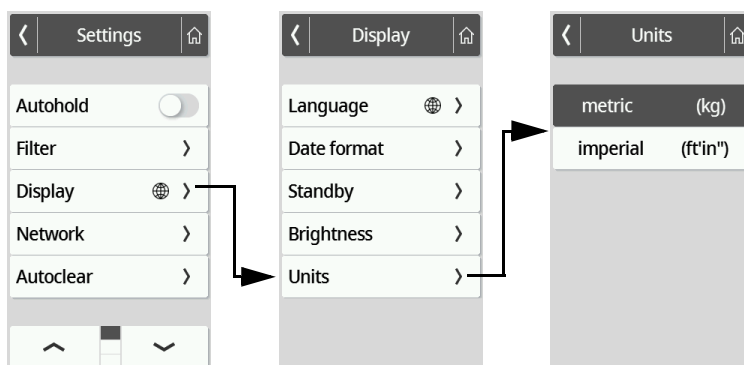 Settings
Autohold
Filter
Display
Network
Autoclear
Display
Language
Date format
Standby
Brightness
Units
Units
metric (kg)
imperial (ft'in")